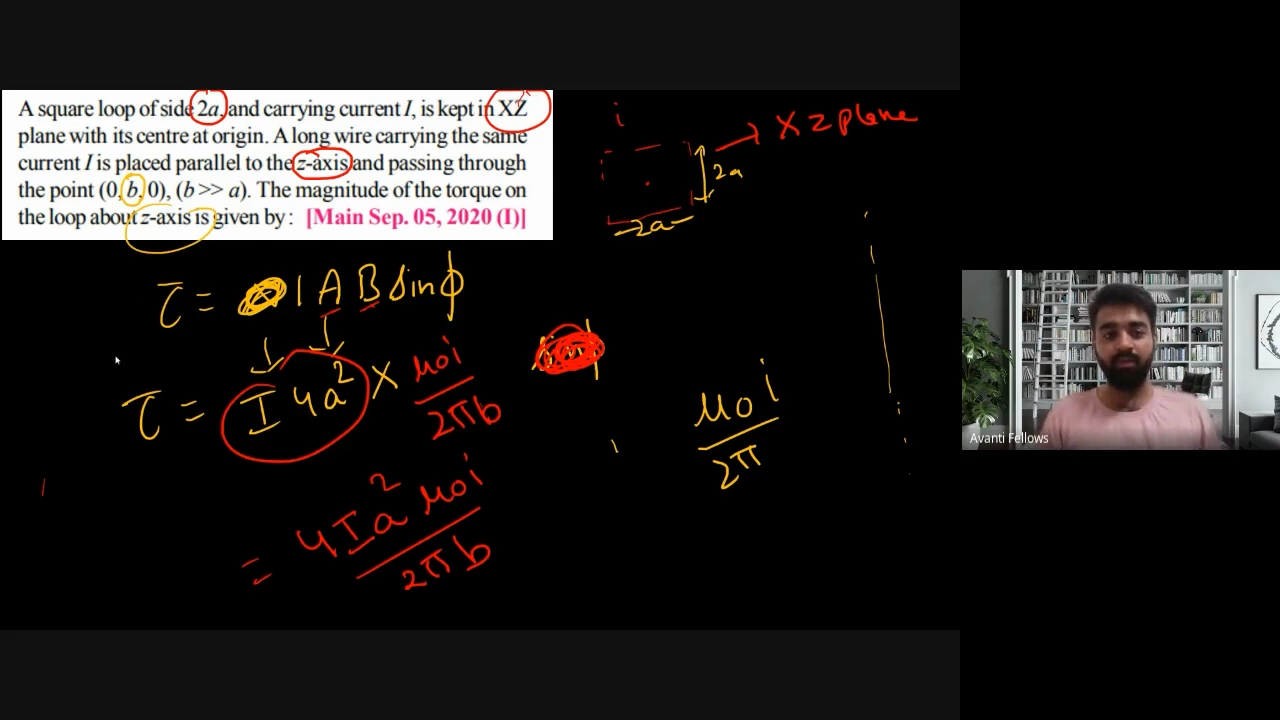 A square loop of side 2a, and carrying current I, is kept in XZ
plane with its centre at origin. A long wire carrying the same
current I is placed parallel to the z-axis and passing through
the point (0, b, 0), (b >> a). The magnitude of the torque on
the loop about z-axis is given by: [Main Sep. 05, 2020 (I)]
i
XZ plane
2a
2a
τ = I A B sin ϕ
τ = I 4a² × μ₀i / 2πb
= 4Ia² μ₀i / 2πb
μ₀i / 2π
Avanti Fellows